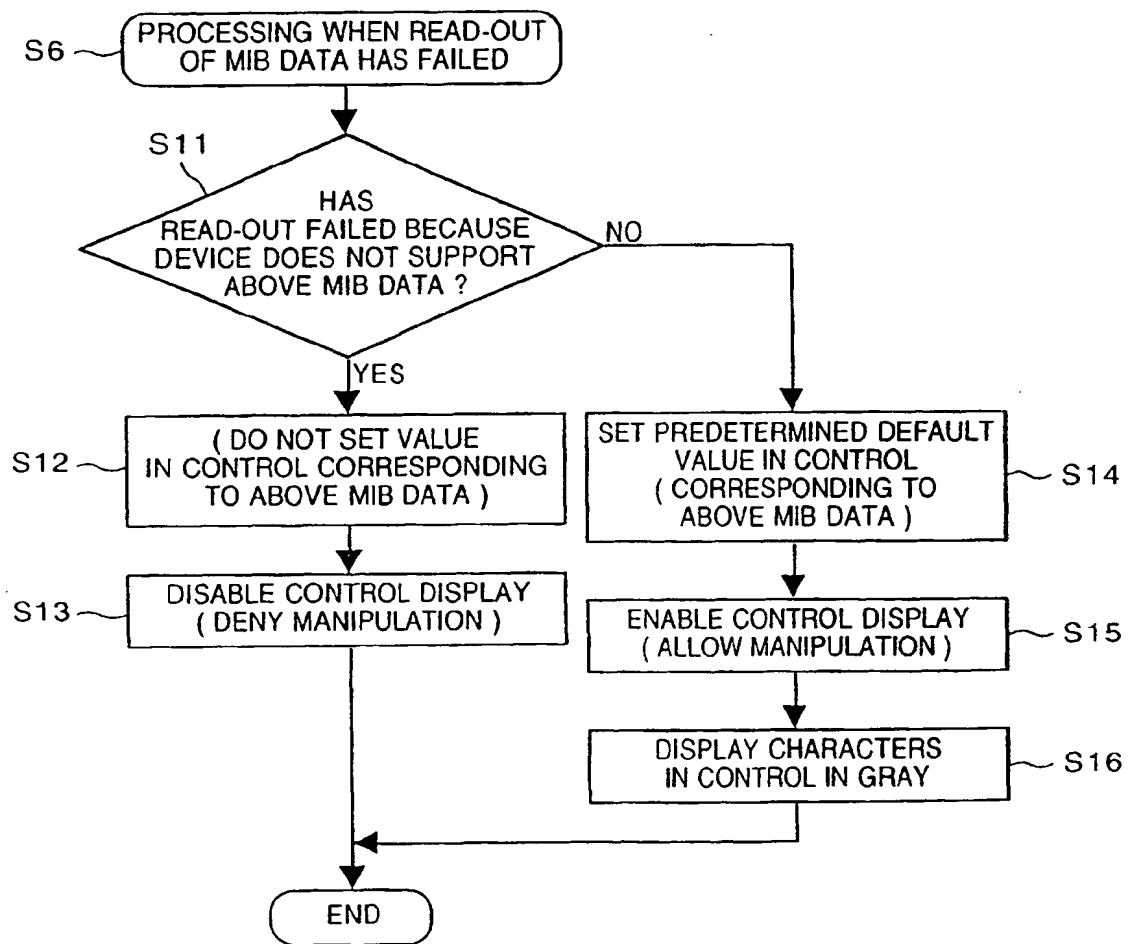 S6
PROCESSING WHEN READ-OUT
OF MIB DATA HAS FAILED
S11
HAS
READ-OUT FAILED BECAUSE
DEVICE DOES NOT SUPPORT
ABOVE MIB DATA ?
NO
YES
S12
( DO NOT SET VALUE
IN CONTROL CORRESPONDING
TO ABOVE MIB DATA )
S13
DISABLE CONTROL DISPLAY
( DENY MANIPULATION )
SET PREDETERMINED DEFAULT
VALUE IN CONTROL
( CORRESPONDING TO
ABOVE MIB DATA )
S14
ENABLE CONTROL DISPLAY
( ALLOW MANIPULATION )
S15
DISPLAY CHARACTERS
IN CONTROL IN GRAY
S16
END